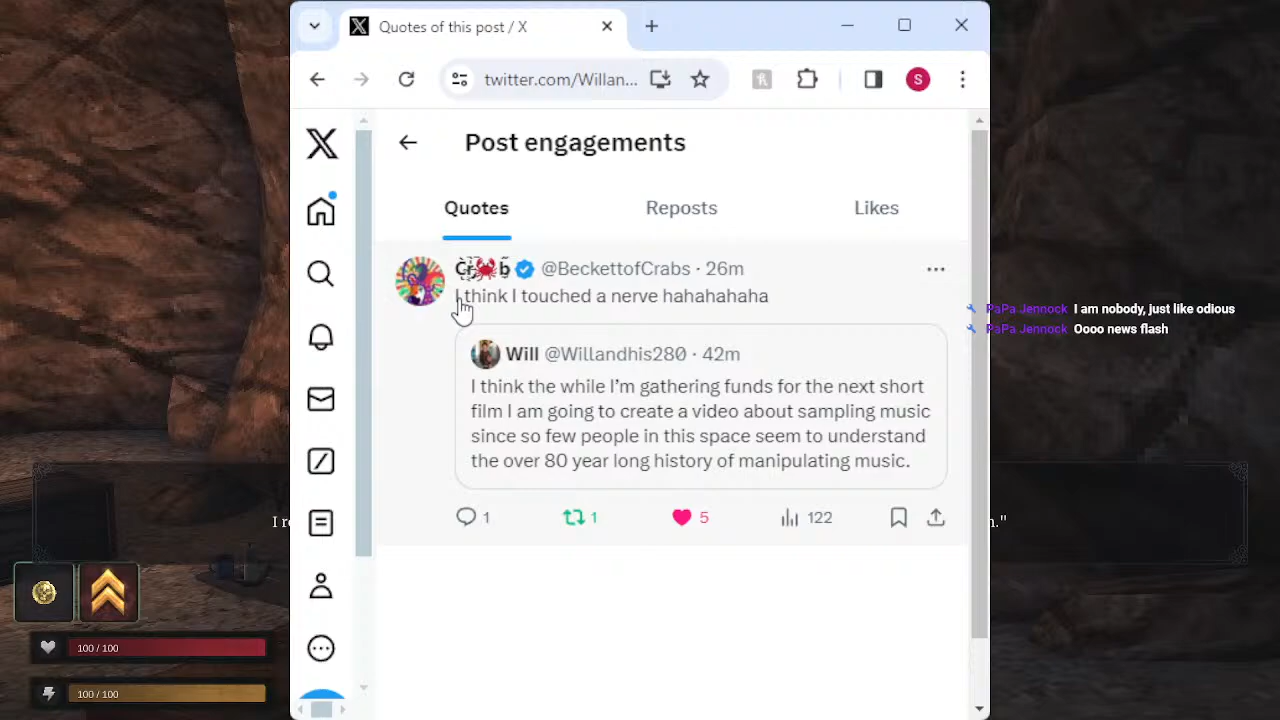 Quotes of this post / X
twitter.com/Willan...
S
Post engagements
Quotes
Reposts
Likes
@BeckettofCrabs · 26m
I think I touched a nerve hahahahaha
Will @Willandhis280 · 42m
I think the while I’m gathering funds for the next short
film I am going to create a video about sampling music
since so few people in this space seem to understand
the over 80 year long history of manipulating music.
1
1
5
122
PaPa Jennock I am nobody, just like odious
PaPa Jennock Oooo news flash
100 / 100
100 / 100